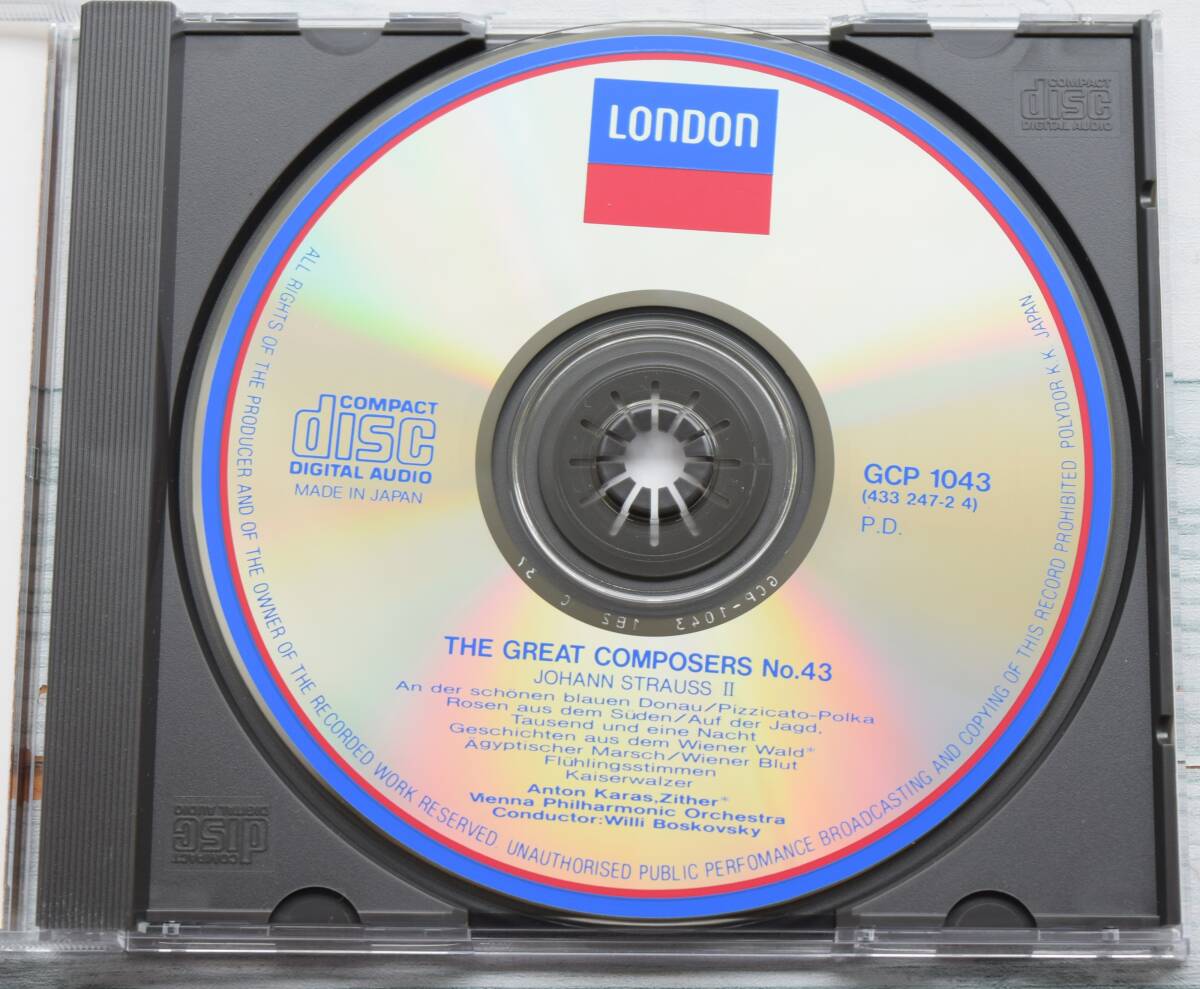 LONDON
COMPACT
disc
DIGITAL AUDIO
COMPACT
disc
DIGITAL AUDIO
MADE IN JAPAN
GCP 1043
(433 247-2 4)
P.D.
GCP-1043 1B2 C 31
THE GREAT COMPOSERS No.43
JOHANN STRAUSS II
An der schönen blauen Donau/Pizzicato-Polka
Rosen aus dem Süden/Auf der Jagd,
Tausend und eine Nacht
Geschichten aus dem Wiener Wald*
Ägyptischer Marsch/Wiener Blut
Flühlingsstimmen
Kaiserwalzer
Anton Karas,Zither*
Vienna Philharmonic Orchestra
Conductor:Willi Boskovsky
ALL RIGHTS OF THE PRODUCER AND OF THE OWNER OF THE RECORDED WORK RESERVED UNAUTHORISED PUBLIC PERFOMANCE BROADCASTING AND COPYING OF THIS RECORD PROHIBITED POLYDOR K.K. JAPAN
COMPACT
disc
DIGITAL AUDIO